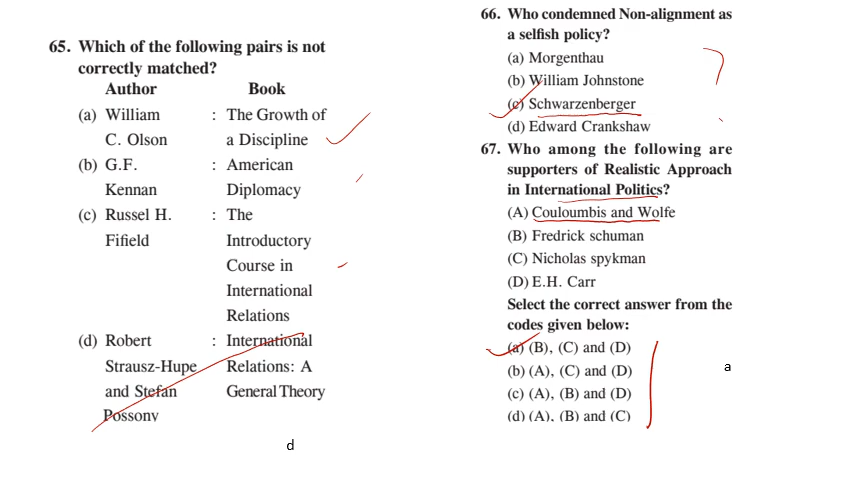 65. Which of the following pairs is not
correctly matched?
Author Book
(a) William : The Growth of
C. Olson a Discipline
(b) G.F. : American
Kennan Diplomacy
(c) Russel H. : The
Fifield Introductory
Course in
International
Relations
(d) Robert : International
Strausz-Hupe Relations: A
and Stefan General Theory
Possony
d
66. Who condemned Non-alignment as
a selfish policy?
(a) Morgenthau
(b) William Johnstone
(c) Schwarzenberger
(d) Edward Crankshaw
67. Who among the following are
supporters of Realistic Approach
in International Politics?
(A) Couloumbis and Wolfe
(B) Fredrick schuman
(C) Nicholas spykman
(D) E.H. Carr
Select the correct answer from the
codes given below:
(a) (B), (C) and (D)
(b) (A), (C) and (D)
(c) (A), (B) and (D)
(d) (A), (B) and (C)
a